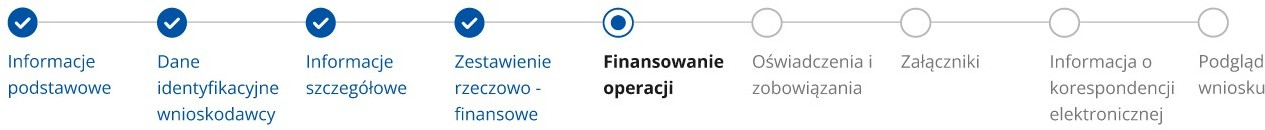 Informacje
podstawowe
Dane
identyfikacyjne
wnioskodawcy
Informacje
szczegółowe
Zestawienie
rzeczowo -
finansowe
Finansowanie
operacji
Oświadczenia i
zobowiązania
Załączniki
Informacja o
korespondencji
elektronicznej
Podgląd
wniosku